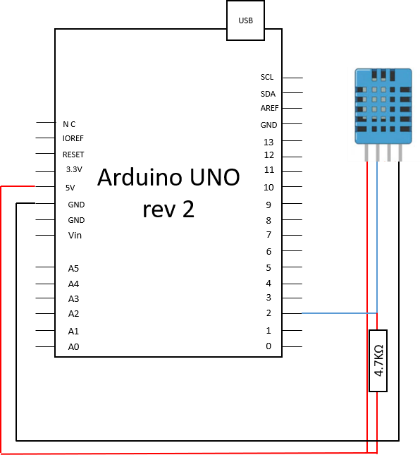 USB
SCL
SDA
N C
AREF
IOREF
GND
RESET
13
3.3V
12
5V
11
GND
10
GND
9
Vin
8
7
6
Arduino UNO
rev 2
A5
5
A4
4
A3
3
A2
2
A1
1
A0
0
4.7KΩ